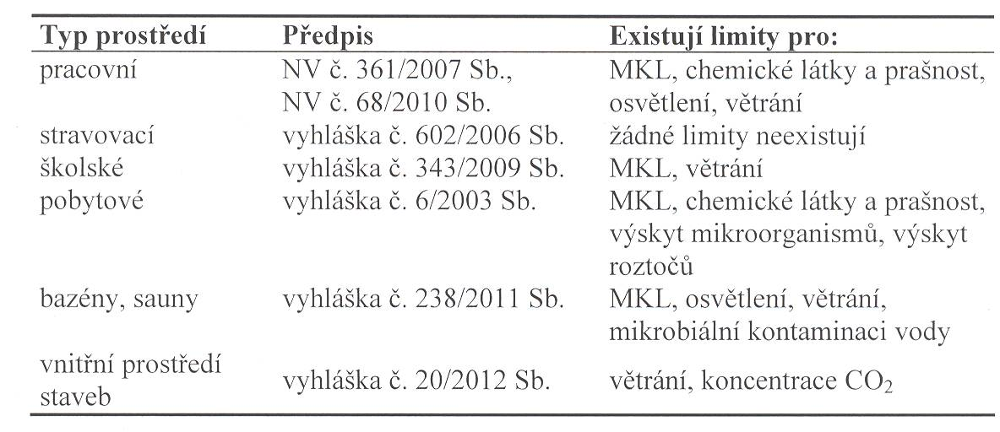 Typ prostředí Předpis Existují limity pro:
pracovní NV č. 361/2007 Sb., MKL, chemické látky a prašnost,
NV č. 68/2010 Sb. osvětlení, větrání
stravovací vyhláška č. 602/2006 Sb. žádné limity neexistují
školské vyhláška č. 343/2009 Sb. MKL, větrání
pobytové vyhláška č. 6/2003 Sb. MKL, chemické látky a prašnost,
výskyt mikroorganismů, výskyt
roztočů
bazény, sauny vyhláška č. 238/2011 Sb. MKL, osvětlení, větrání,
mikrobiální kontaminaci vody
vnitřní prostředí
staveb vyhláška č. 20/2012 Sb. větrání, koncentrace CO₂